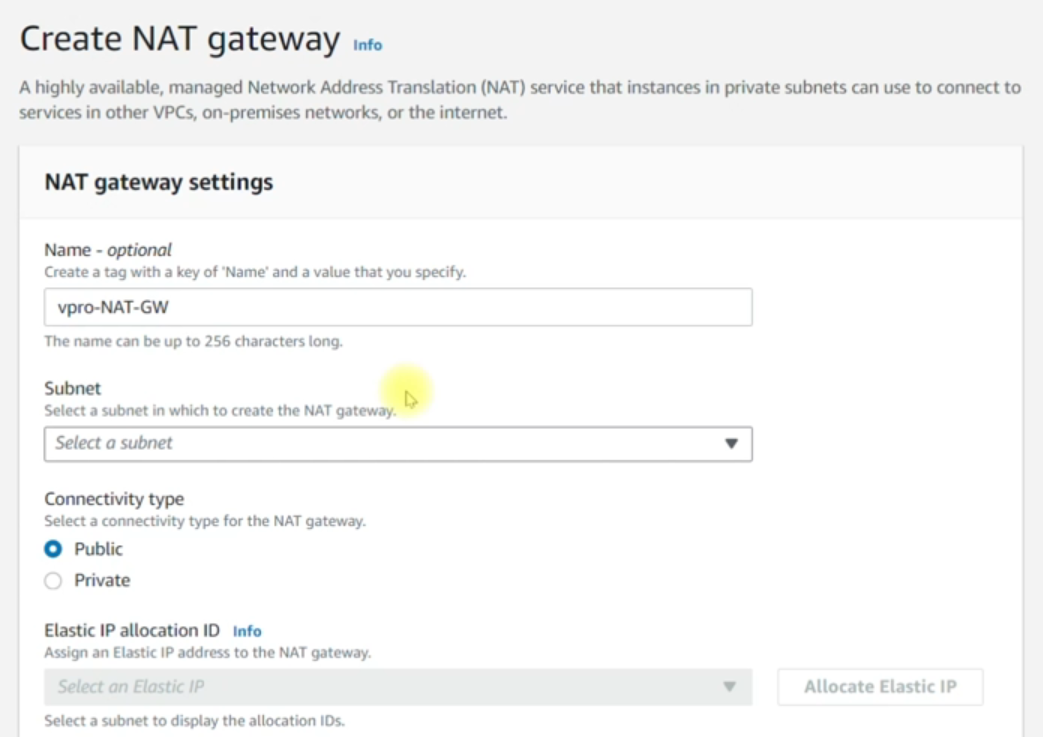 Create NAT gateway Info
A highly available, managed Network Address Translation (NAT) service that instances in private subnets can use to connect to
services in other VPCs, on-premises networks, or the internet.
NAT gateway settings
Name - optional
Create a tag with a key of 'Name' and a value that you specify.
vpro-NAT-GW
The name can be up to 256 characters long.
Subnet
Select a subnet in which to create the NAT gateway.
Select a subnet
Connectivity type
Select a connectivity type for the NAT gateway.
Public
Private
Elastic IP allocation ID Info
Assign an Elastic IP address to the NAT gateway.
Select an Elastic IP Allocate Elastic IP
Select a subnet to display the allocation IDs.